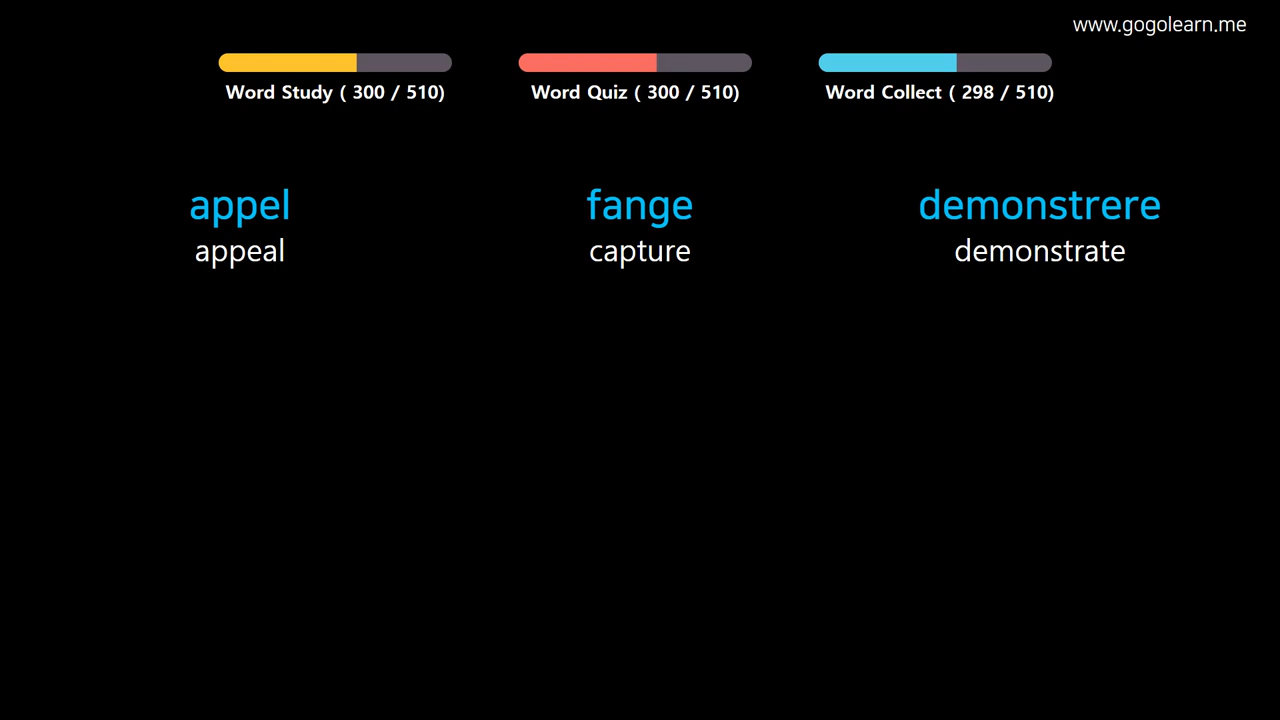 www.gogolearn.me
Word Study ( 300 / 510)
Word Quiz ( 300 / 510)
Word Collect ( 298 / 510)
appel
appeal
fange
capture
demonstrere
demonstrate